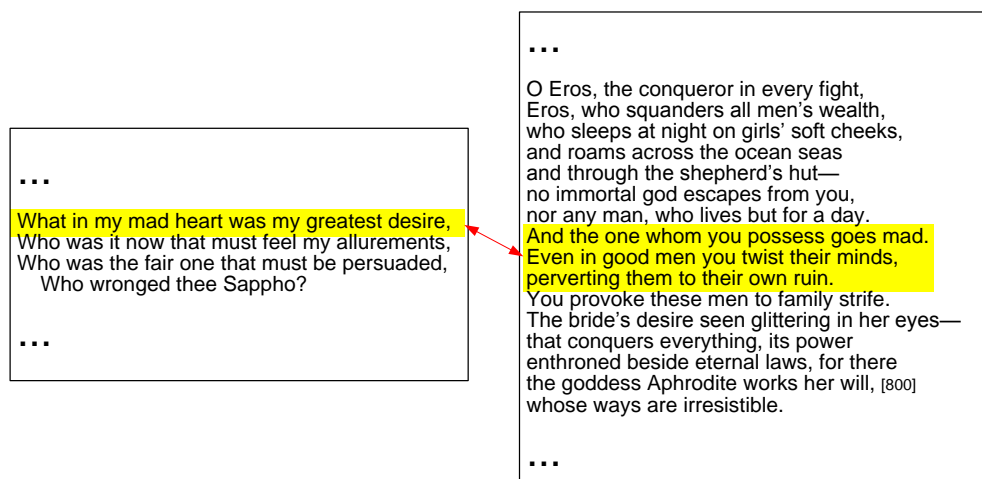 ...
What in my mad heart was my greatest desire,
Who was it now that must feel my allurements,
Who was the fair one that must be persuaded,
Who wronged thee Sappho?
...
...
O Eros, the conqueror in every fight,
Eros, who squanders all men’s wealth,
who sleeps at night on girls’ soft cheeks,
and roams across the ocean seas
and through the shepherd’s hut—
no immortal god escapes from you,
nor any man, who lives but for a day.
And the one whom you possess goes mad.
Even in good men you twist their minds,
perverting them to their own ruin.
You provoke these men to family strife.
The bride’s desire seen glittering in her eyes—
that conquers everything, its power
enthroned beside eternal laws, for there
the goddess Aphrodite works her will, [800]
whose ways are irresistible.
...